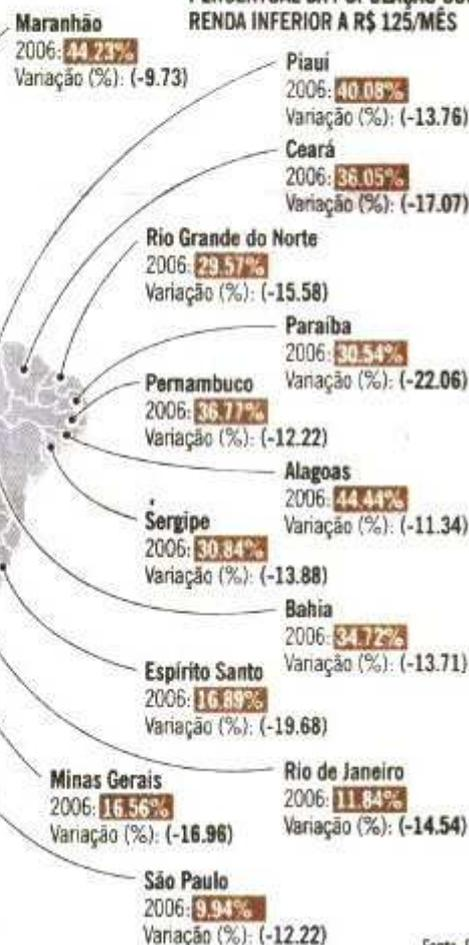 RENDA INFERIOR A R$ 125/MÊS
Maranhão
2006: 44.23%
Variação (%): (-9.73)
Piauí
2006: 40.08%
Variação (%): (-13.76)
Ceará
2006: 36.05%
Variação (%): (-17.07)
Rio Grande do Norte
2006: 29.57%
Variação (%): (-15.58)
Paraíba
2006: 30.54%
Variação (%): (-22.06)
Pernambuco
2006: 36.77%
Variação (%): (-12.22)
Alagoas
2006: 44.44%
Variação (%): (-11.34)
Sergipe
2006: 30.84%
Variação (%): (-13.88)
Bahia
2006: 34.72%
Variação (%): (-13.71)
Espírito Santo
2006: 16.89%
Variação (%): (-19.68)
Rio de Janeiro
2006: 11.84%
Variação (%): (-14.54)
Minas Gerais
2006: 16.56%
Variação (%): (-16.96)
São Paulo
2006: 9.94%
Variação (%): (-12.22)